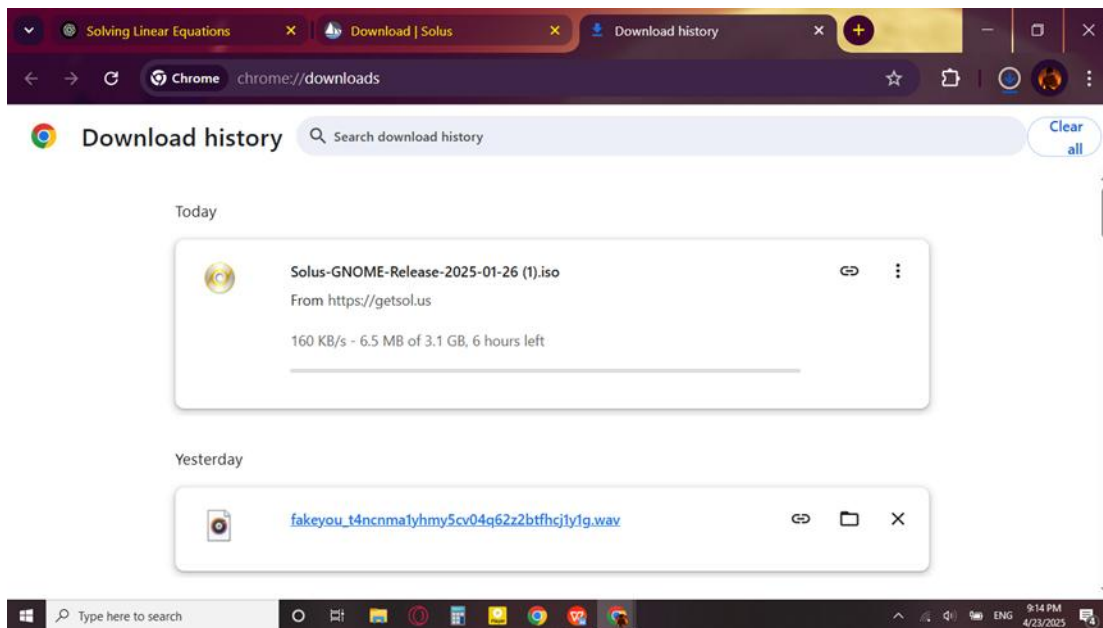 Solving Linear Equations
Download | Solus
Download history
Chrome chrome://downloads
Download history
Search download history
Clear
all
Today
Solus-GNOME-Release-2025-01-26 (1).iso
From https://getsol.us
160 KB/s - 6.5 MB of 3.1 GB, 6 hours left
Yesterday
fakeyou_t4ncnma1yhmy5cv04q62z2btfhcj1y1g.wav
Type here to search
ENG
9:14 PM
4/23/2025
4